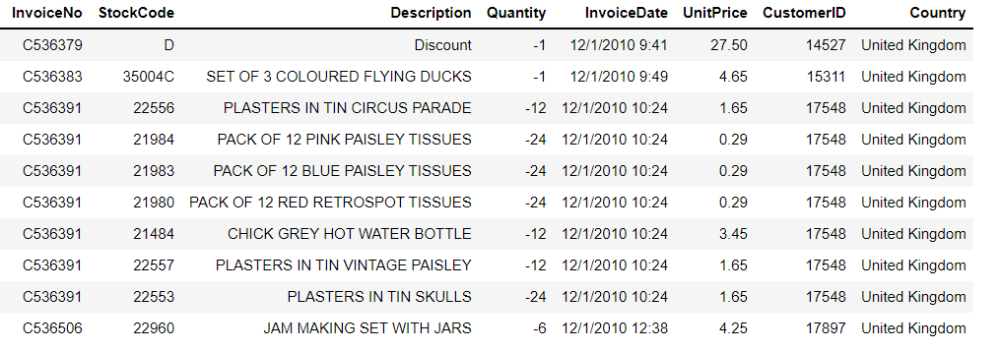 InvoiceNo StockCode Description Quantity InvoiceDate UnitPrice CustomerID Country
C536379 D Discount -1 12/1/2010 9:41 27.50 14527 United Kingdom
C536383 35004C SET OF 3 COLOURED FLYING DUCKS -1 12/1/2010 9:49 4.65 15311 United Kingdom
C536391 22556 PLASTERS IN TIN CIRCUS PARADE -12 12/1/2010 10:24 1.65 17548 United Kingdom
C536391 21984 PACK OF 12 PINK PAISLEY TISSUES -24 12/1/2010 10:24 0.29 17548 United Kingdom
C536391 21983 PACK OF 12 BLUE PAISLEY TISSUES -24 12/1/2010 10:24 0.29 17548 United Kingdom
C536391 21980 PACK OF 12 RED RETROSPOT TISSUES -24 12/1/2010 10:24 0.29 17548 United Kingdom
C536391 21484 CHICK GREY HOT WATER BOTTLE -12 12/1/2010 10:24 3.45 17548 United Kingdom
C536391 22557 PLASTERS IN TIN VINTAGE PAISLEY -12 12/1/2010 10:24 1.65 17548 United Kingdom
C536391 22553 PLASTERS IN TIN SKULLS -24 12/1/2010 10:24 1.65 17548 United Kingdom
C536506 22960 JAM MAKING SET WITH JARS -6 12/1/2010 12:38 4.25 17897 United Kingdom